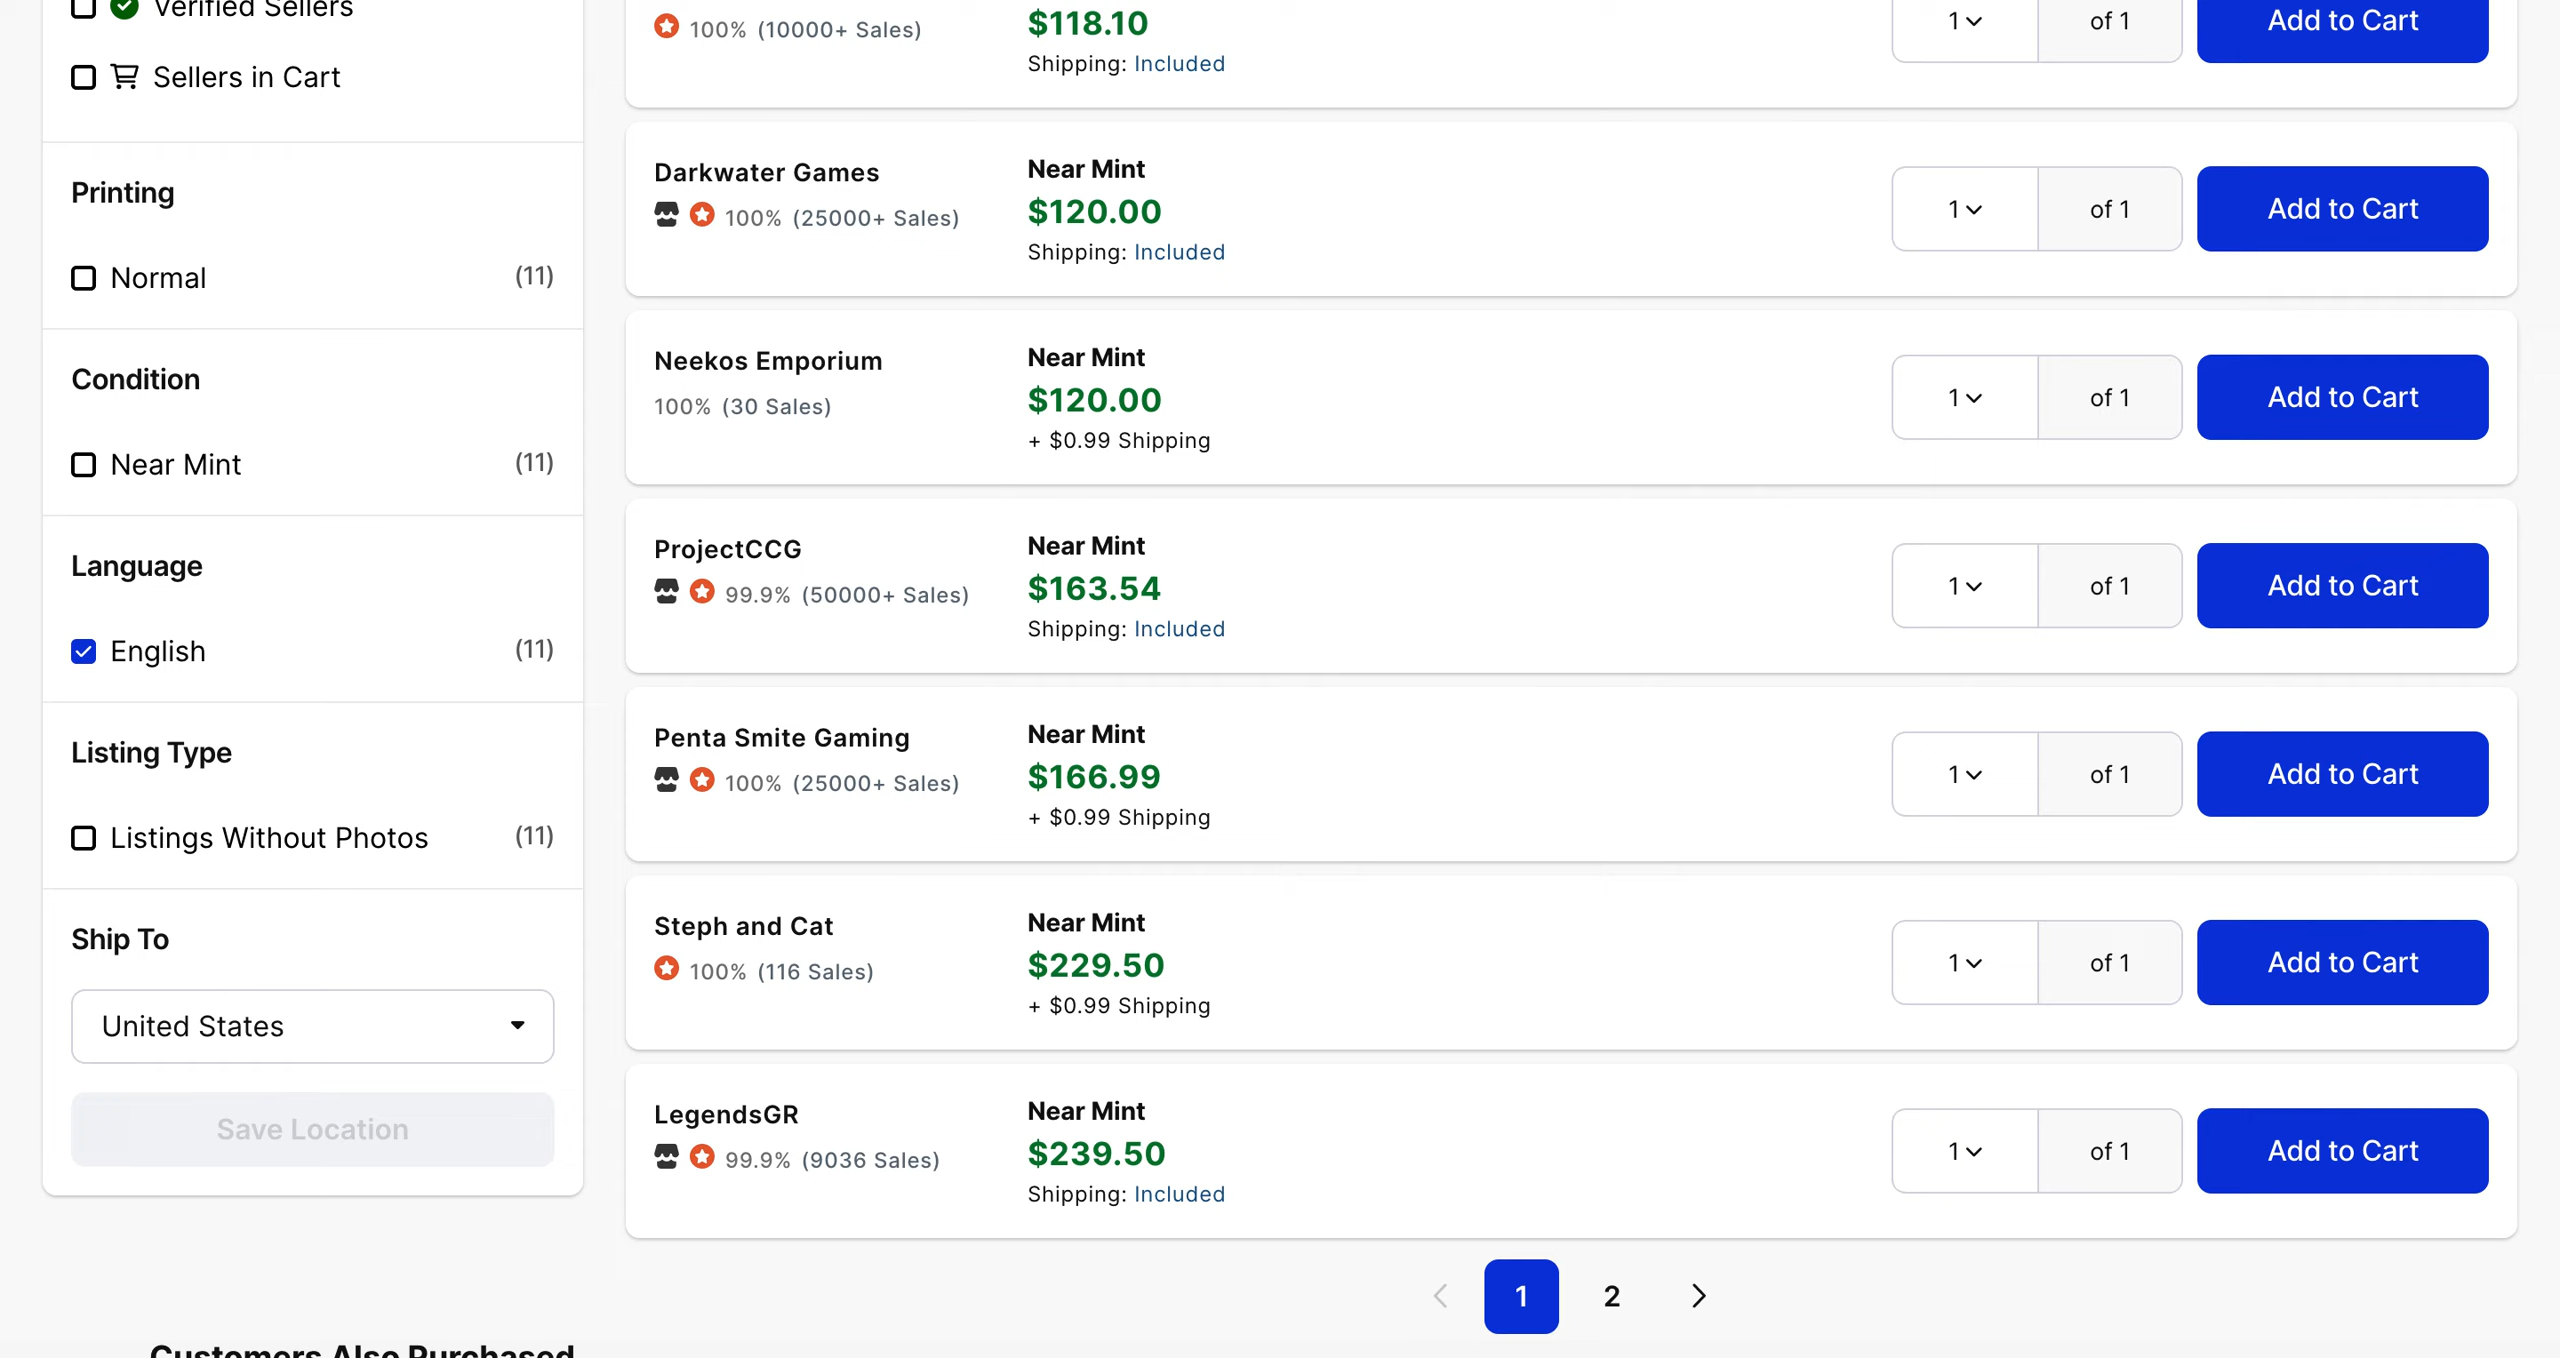 Verified Sellers
Sellers in Cart
Printing
Normal (11)
Condition
Near Mint (11)
Language
English (11)
Listing Type
Listings Without Photos (11)
Ship To
United States
Save Location
100% (10000+ Sales)
$118.10
Shipping: Included
1 of 1
Add to Cart
Darkwater Games
100% (25000+ Sales)
Near Mint
$120.00
Shipping: Included
1 of 1
Add to Cart
Neekos Emporium
100% (30 Sales)
Near Mint
$120.00
+ $0.99 Shipping
1 of 1
Add to Cart
ProjectCCG
99.9% (50000+ Sales)
Near Mint
$163.54
Shipping: Included
1 of 1
Add to Cart
Penta Smite Gaming
100% (25000+ Sales)
Near Mint
$166.99
+ $0.99 Shipping
1 of 1
Add to Cart
Steph and Cat
100% (116 Sales)
Near Mint
$229.50
+ $0.99 Shipping
1 of 1
Add to Cart
LegendsGR
99.9% (9036 Sales)
Near Mint
$239.50
Shipping: Included
1 of 1
Add to Cart
1 2
Customers Also Purchased